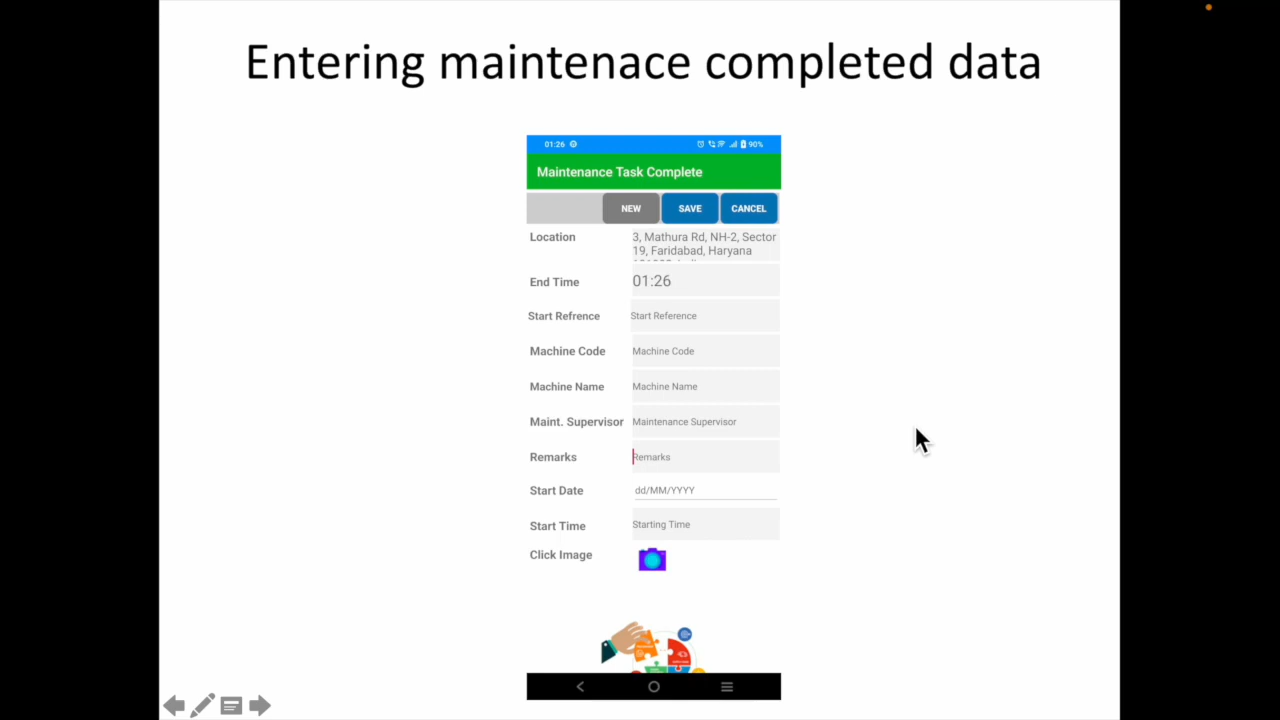 Entering maintenace completed data
01:26 90%
Maintenance Task Complete
NEW SAVE CANCEL
Location 3, Mathura Rd, NH-2, Sector
19, Faridabad, Haryana
End Time 01:26
Start Refrence Start Reference
Machine Code Machine Code
Machine Name Machine Name
Maint. Supervisor Maintenance Supervisor
Remarks Remarks
Start Date dd/MM/YYYY
Start Time Starting Time
Click Image